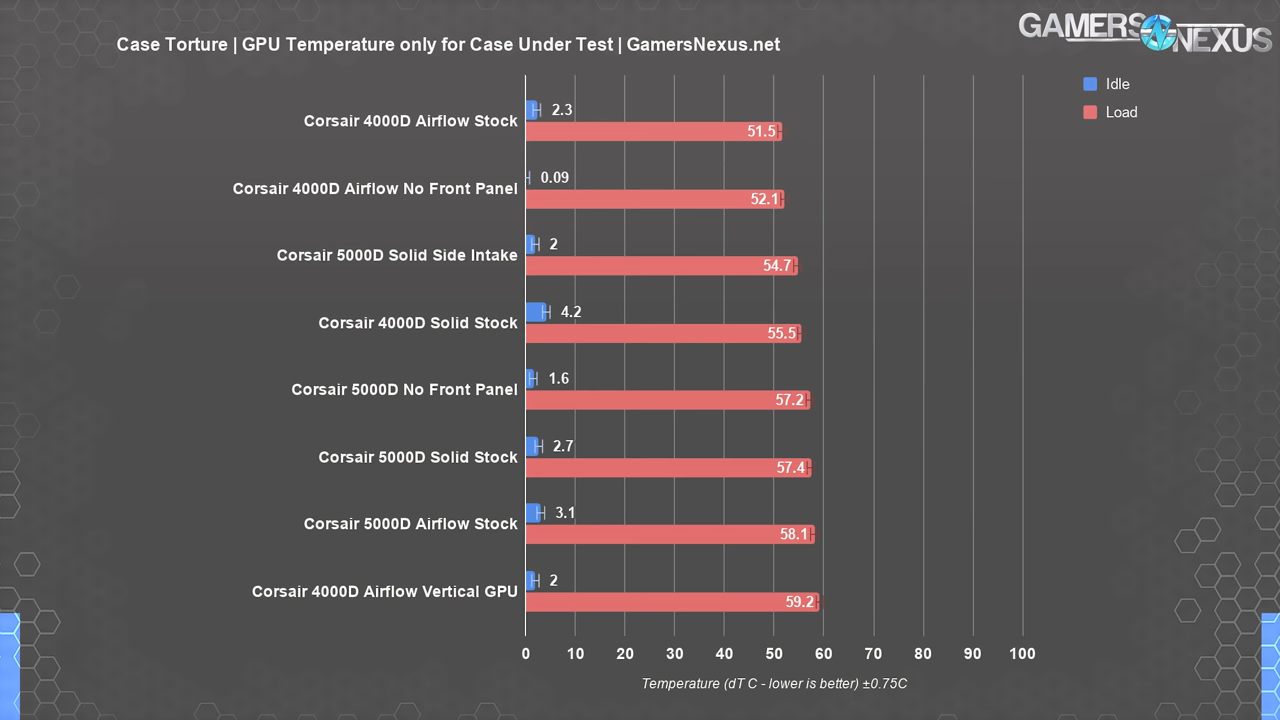 Case Torture | GPU Temperature only for Case Under Test | GamersNexus.net
GAMERS NEXUS
Idle
Load
Corsair 4000D Airflow Stock
2.3
51.5
Corsair 4000D Airflow No Front Panel
0.09
52.1
Corsair 5000D Solid Side Intake
2
54.7
Corsair 4000D Solid Stock
4.2
55.5
Corsair 5000D No Front Panel
1.6
57.2
Corsair 5000D Solid Stock
2.7
57.4
Corsair 5000D Airflow Stock
3.1
58.1
Corsair 4000D Airflow Vertical GPU
2
59.2
0 10 20 30 40 50 60 70 80 90 100
Temperature (dT C - lower is better) ±0.75C